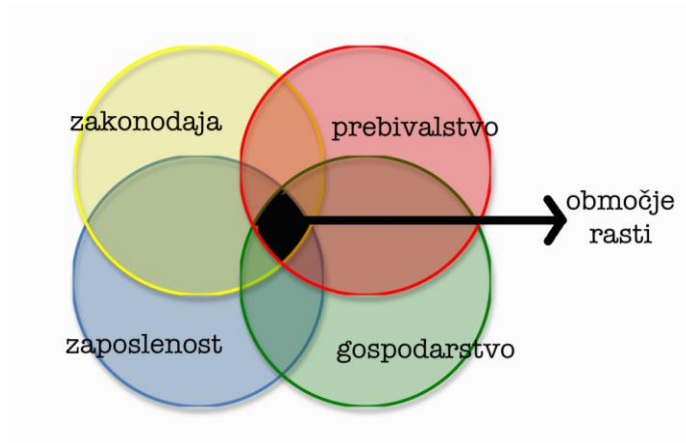 zakonodaja
prebivalstvo
območje
rasti
zaposlenost
gospodarstvo